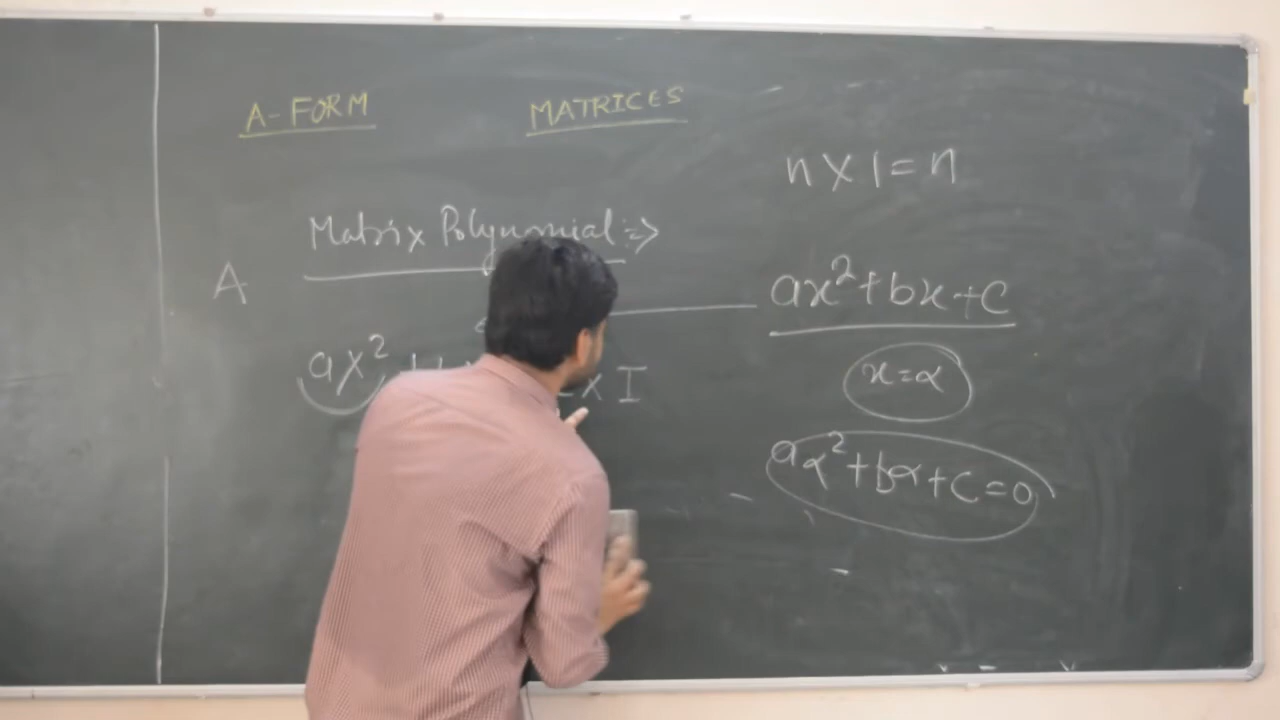 A-FORM MATRICES
n X 1 = n
Matrix Polynomial :⇒
A
ax²+bx+c
ax² x I
x=α
aα²+bα+c=0